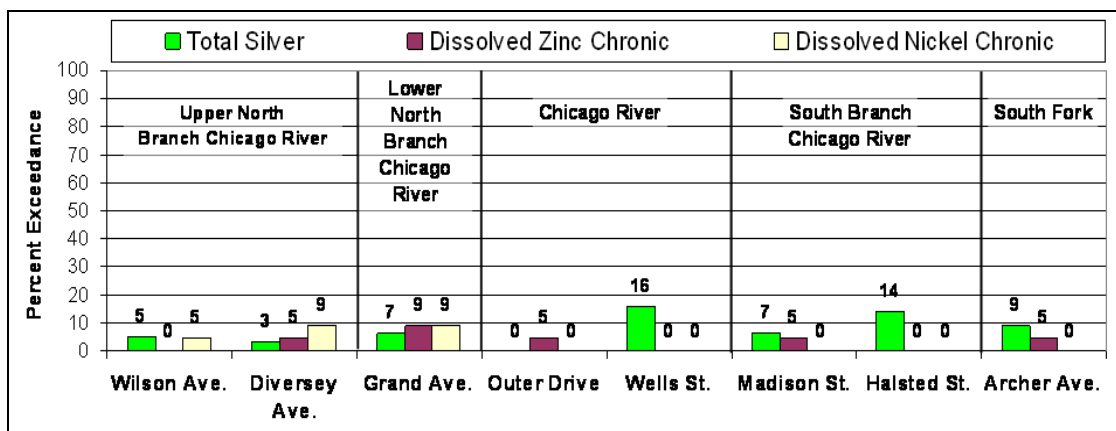 Total Silver Dissolved Zinc Chronic Dissolved Nickel Chronic
Percent Exceedance
100
90
80
70
60
50
40
30
20
10
0
Upper North
Branch Chicago River
Lower
North
Branch
Chicago
River
Chicago River
South Branch
Chicago River
South Fork
5 0 5
3 5 9
7 9 9
0 5 0
16 0 0
7 5 0
14 0 0
9 5 0
Wilson Ave.
Diversey
Ave.
Grand Ave.
Outer Drive
Wells St.
Madison St.
Halsted St.
Archer Ave.